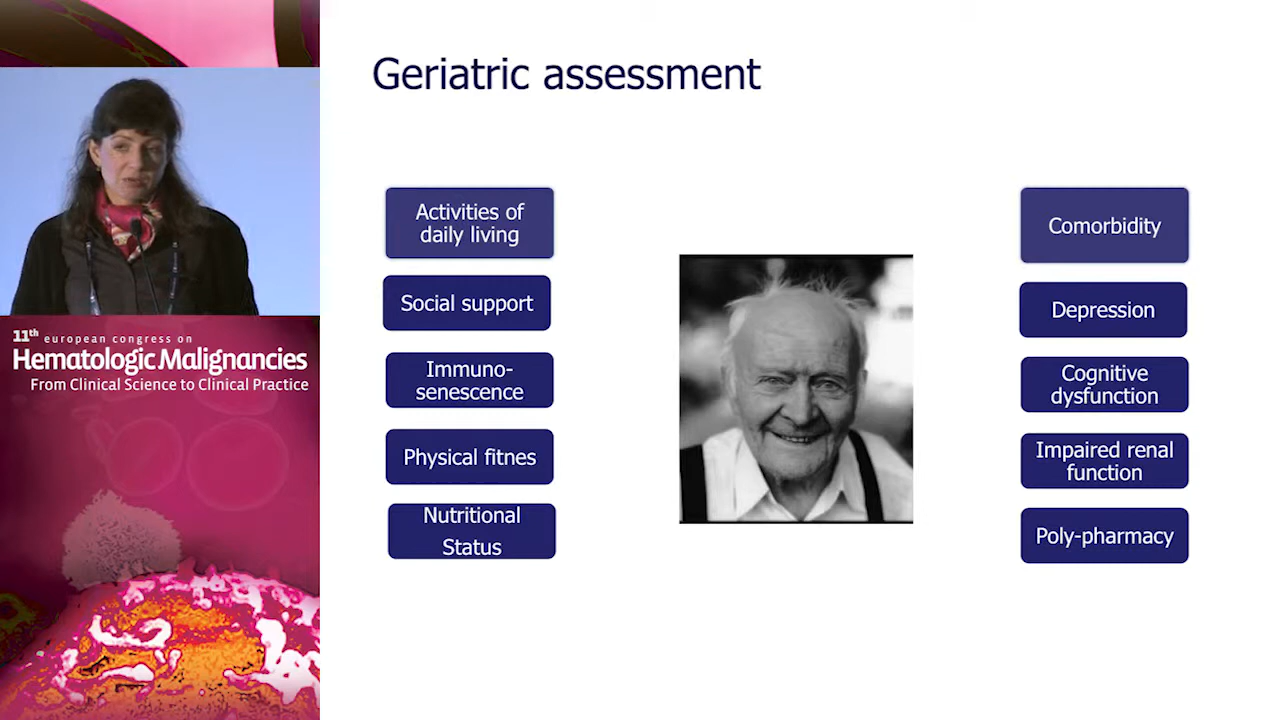 Geriatric assessment
Activities of
daily living
Social support
Immuno-
senescence
Physical fitnes
Nutritional
Status
Comorbidity
Depression
Cognitive
dysfunction
Impaired renal
function
Poly-pharmacy
11th european congress on
Hematologic Malignancies
From Clinical Science to Clinical Practice